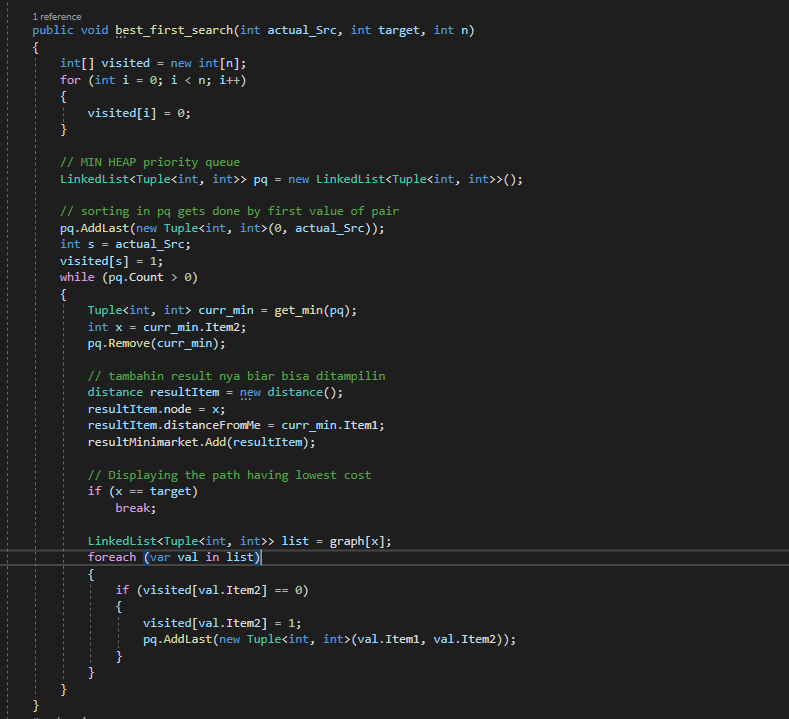 1 reference
public void best_first_search(int actual_Src, int target, int n)
{
int[] visited = new int[n];
for (int i = 0; i < n; i++)
{
visited[i] = 0;
}
// MIN HEAP priority queue
LinkedList<Tuple<int, int>> pq = new LinkedList<Tuple<int, int>>();
// sorting in pq gets done by first value of pair
pq.AddLast(new Tuple<int, int>(0, actual_Src));
int s = actual_Src;
visited[s] = 1;
while (pq.Count > 0)
{
Tuple<int, int> curr_min = get_min(pq);
int x = curr_min.Item2;
pq.Remove(curr_min);
// tambahin result nya biar bisa ditampilin
distance resultItem = new distance();
resultItem.node = x;
resultItem.distanceFromMe = curr_min.Item1;
resultMinimarket.Add(resultItem);
// Displaying the path having lowest cost
if (x == target)
break;
LinkedList<Tuple<int, int>> list = graph[x];
foreach (var val in list)
{
if (visited[val.Item2] == 0)
{
visited[val.Item2] = 1;
pq.AddLast(new Tuple<int, int>(val.Item1, val.Item2));
}
}
}
}